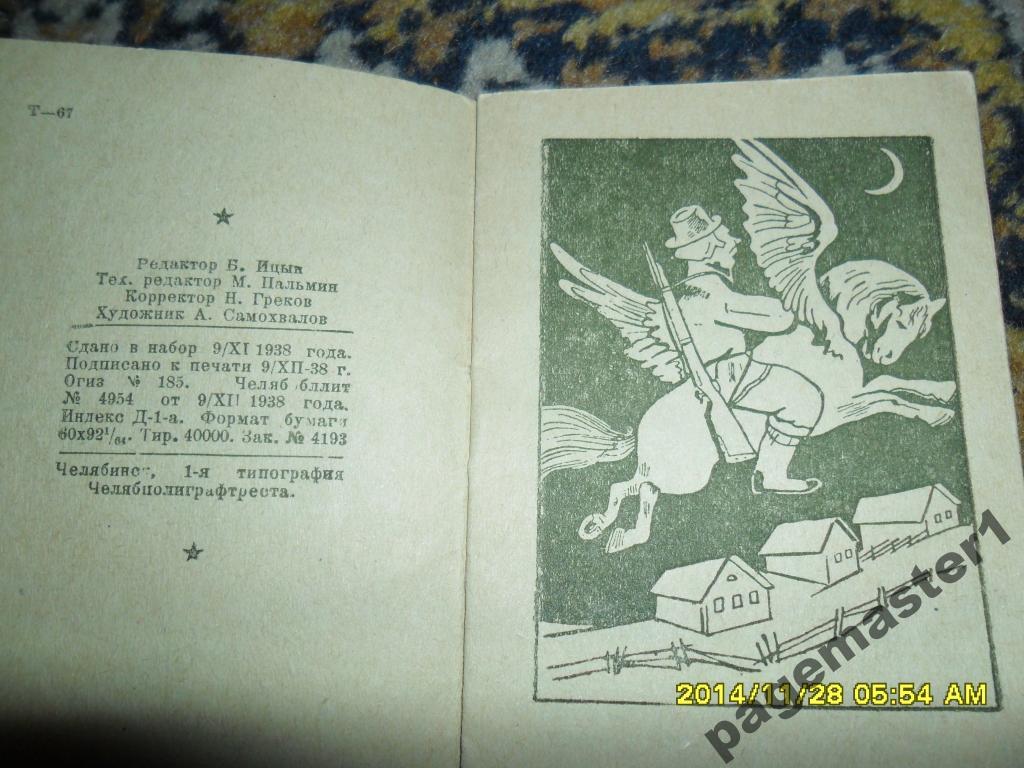 Т—67
Редактор Б. Ицын
Тех. редактор М. Пальмин
Корректор Н. Греков
Художник А. Самохвалов
Сдано в набор 9/XI 1938 года.
Подписано к печати 9/XII-38 г.
Огиз № 185. Челяб бллит
№ 4954 от 9/XII 1938 года.
Индекс Д-1-а. Формат бумаги
60х92¹/₆₄. Тир. 40000. Зак. № 4193
Челябинск, 1-я типография
Челябполиграфтреста.
2014/11/28 05:54 AM
pagemaster1